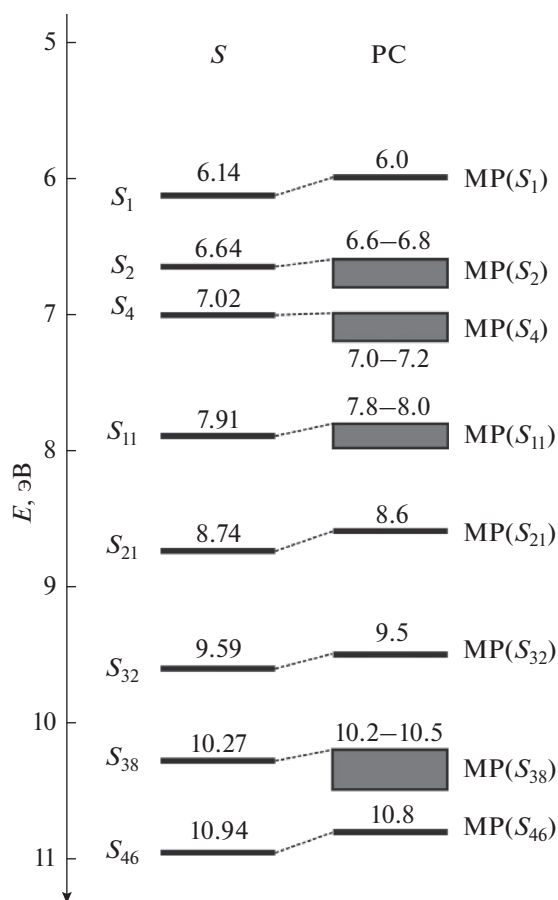 5
S PC
6.14 6.0
6 MP(S₁)
S₁
6.64 6.6–6.8
S₂ MP(S₂)
S₄ 7.02
7 MP(S₄)
7.0–7.2
7.91 7.8–8.0
S₁₁ MP(S₁₁)
8
E, эВ
8.74 8.6
S₂₁ MP(S₂₁)
9
9.59 9.5
S₃₂ MP(S₃₂)
10
10.27 10.2–10.5
S₃₈ MP(S₃₈)
10.94 10.8
S₄₆ MP(S₄₆)
11